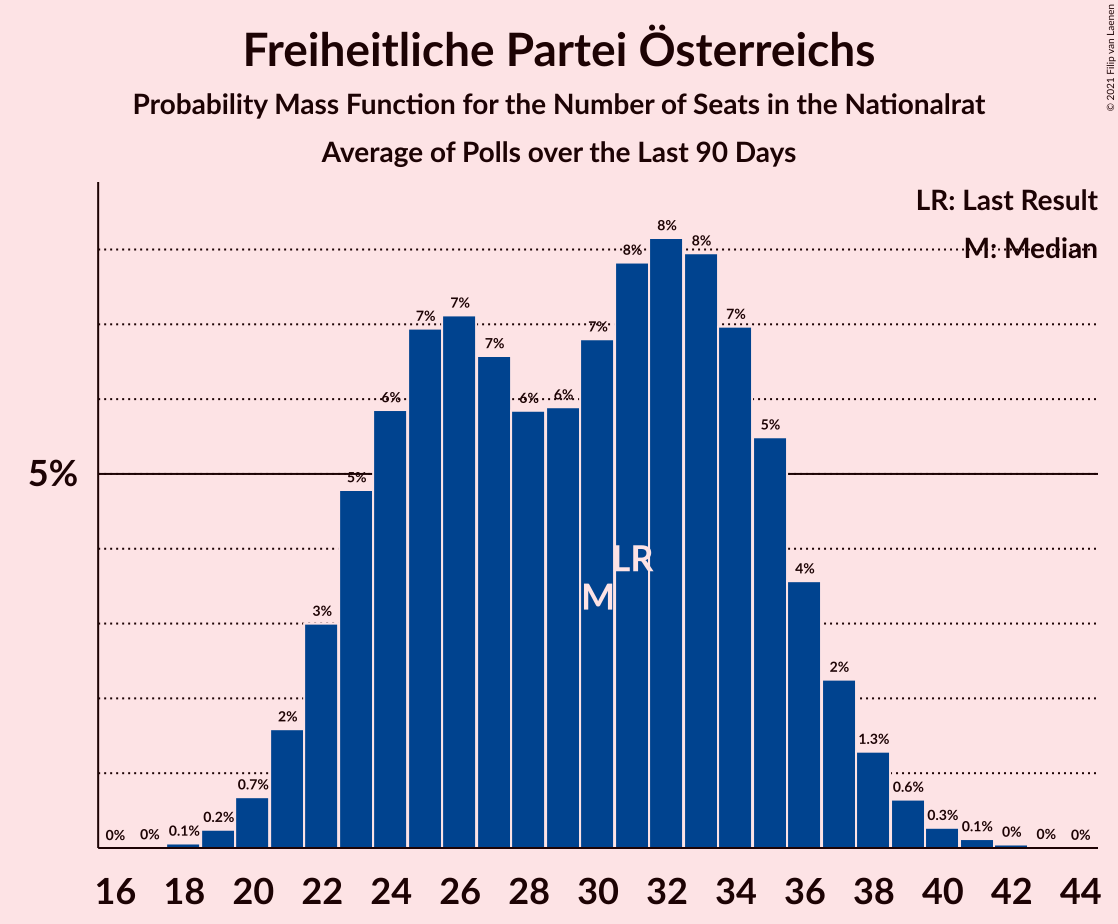 Freiheitliche Partei Österreichs
Probability Mass Function for the Number of Seats in the Nationalrat
Average of Polls over the Last 90 Days
© 2021 Filip van Laenen
LR: Last Result
M: Median
5%
0% 0% 0.1% 0.2% 0.7% 2% 3% 5% 6% 7% 7% 7% 6% 6% 7% 8% 8% 8% 7% 5% 4% 2% 1.3% 0.6% 0.3% 0.1% 0% 0% 0%
LR
M
16 18 20 22 24 26 28 30 32 34 36 38 40 42 44